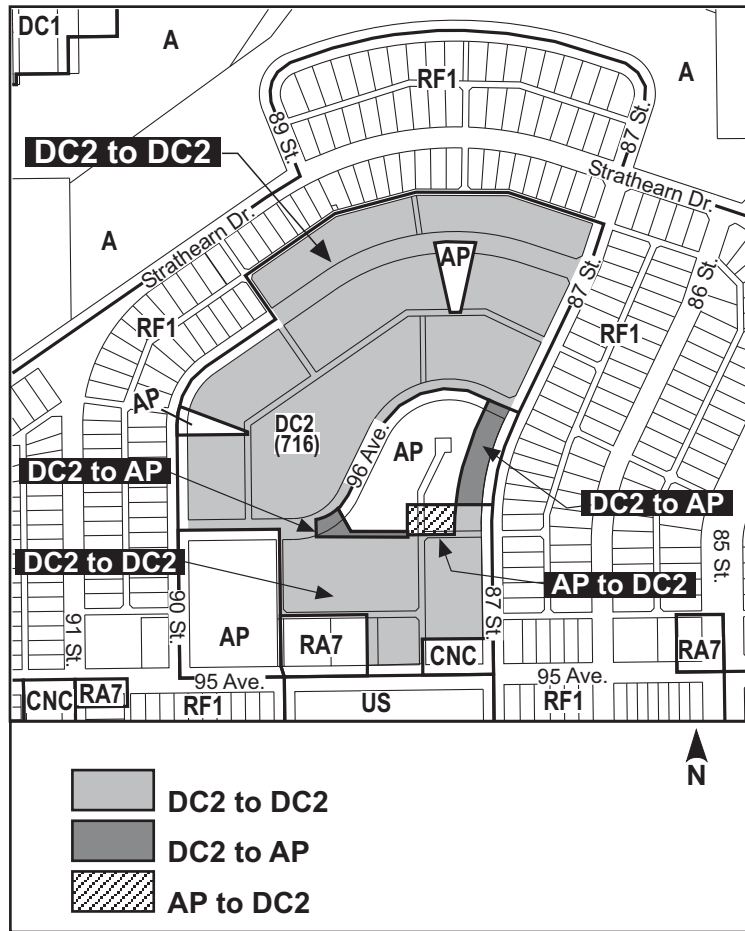 DC1
A
RF1
A
89 St.
87 St.
DC2 to DC2
Strathearn Dr.
A
Strathearn Dr.
AP
87 St.
86 St.
RF1
RF1
AP
DC2
(716)
96 Ave.
AP
DC2 to AP
DC2 to AP
DC2 to DC2
AP to DC2
85 St.
90 St.
87 St.
91 St.
AP
RA7
CNC
RA7
95 Ave.
95 Ave.
CNC
RA7
RF1
US
RF1
N
DC2 to DC2
DC2 to AP
AP to DC2